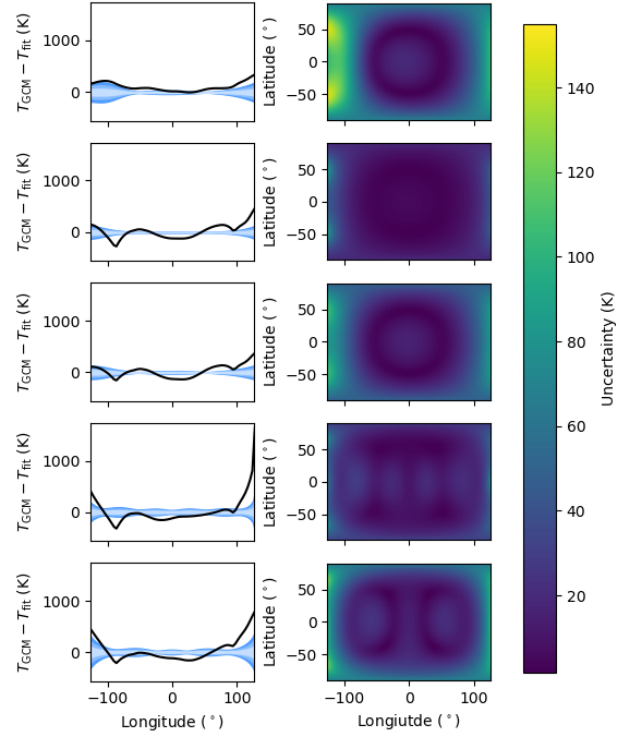 T_GCM − T_fit (K)
1000
0
Latitude (°)
50
0
−50
T_GCM − T_fit (K)
1000
0
Latitude (°)
50
0
−50
T_GCM − T_fit (K)
1000
0
Latitude (°)
50
0
−50
T_GCM − T_fit (K)
1000
0
Latitude (°)
50
0
−50
T_GCM − T_fit (K)
1000
0
Latitude (°)
50
0
−50
−100 0 100
Longitude (°)
−100 0 100
Longiutde (°)
140
120
100
80
60
40
20
Uncertainty (K)